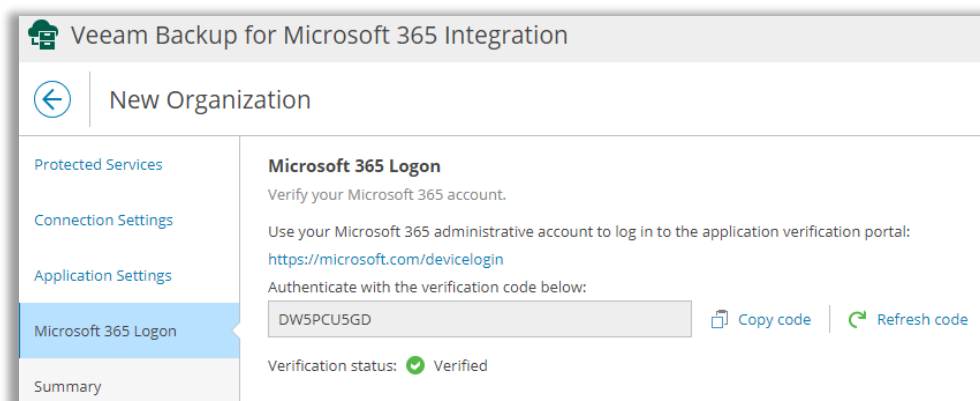 Veeam Backup for Microsoft 365 Integration
New Organization
Protected Services
Connection Settings
Application Settings
Microsoft 365 Logon
Summary
Microsoft 365 Logon
Verify your Microsoft 365 account.
Use your Microsoft 365 administrative account to log in to the application verification portal:
https://microsoft.com/devicelogin
Authenticate with the verification code below:
DW5PCU5GD Copy code Refresh code
Verification status: Verified